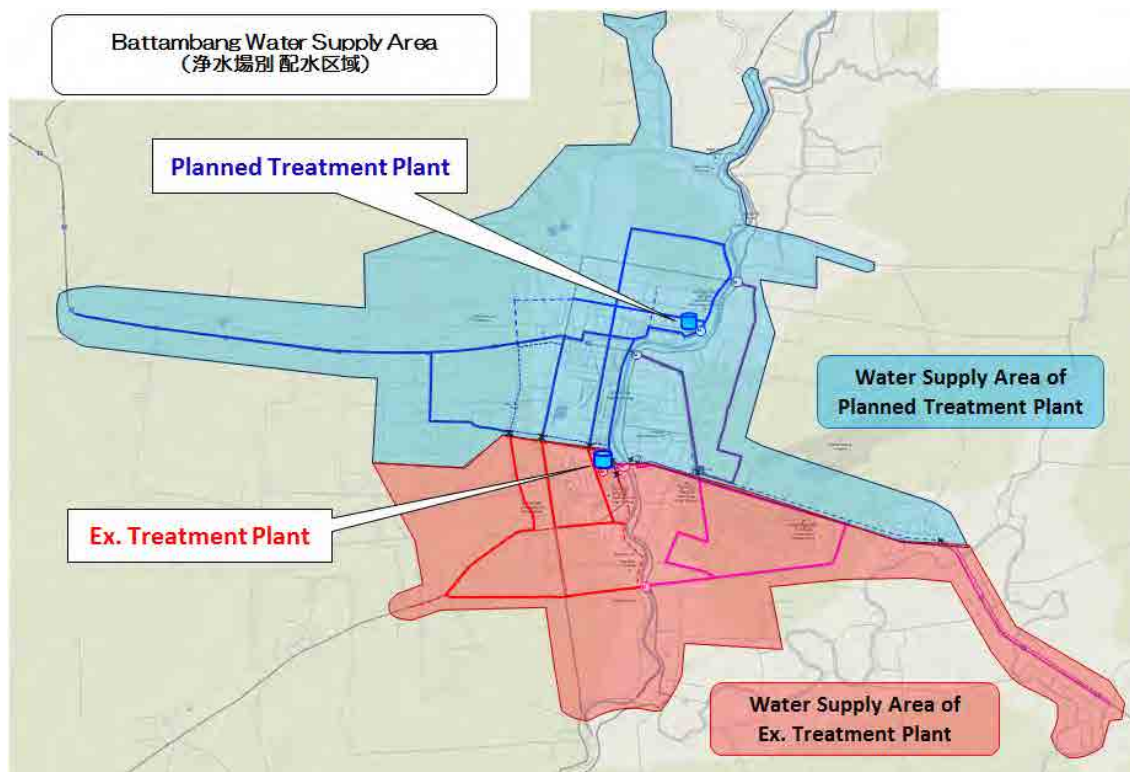 Battambang Water Supply Area
(浄水場別 配水区域)
Planned Treatment Plant
Water Supply Area of
Planned Treatment Plant
Ex. Treatment Plant
Water Supply Area of
Ex. Treatment Plant